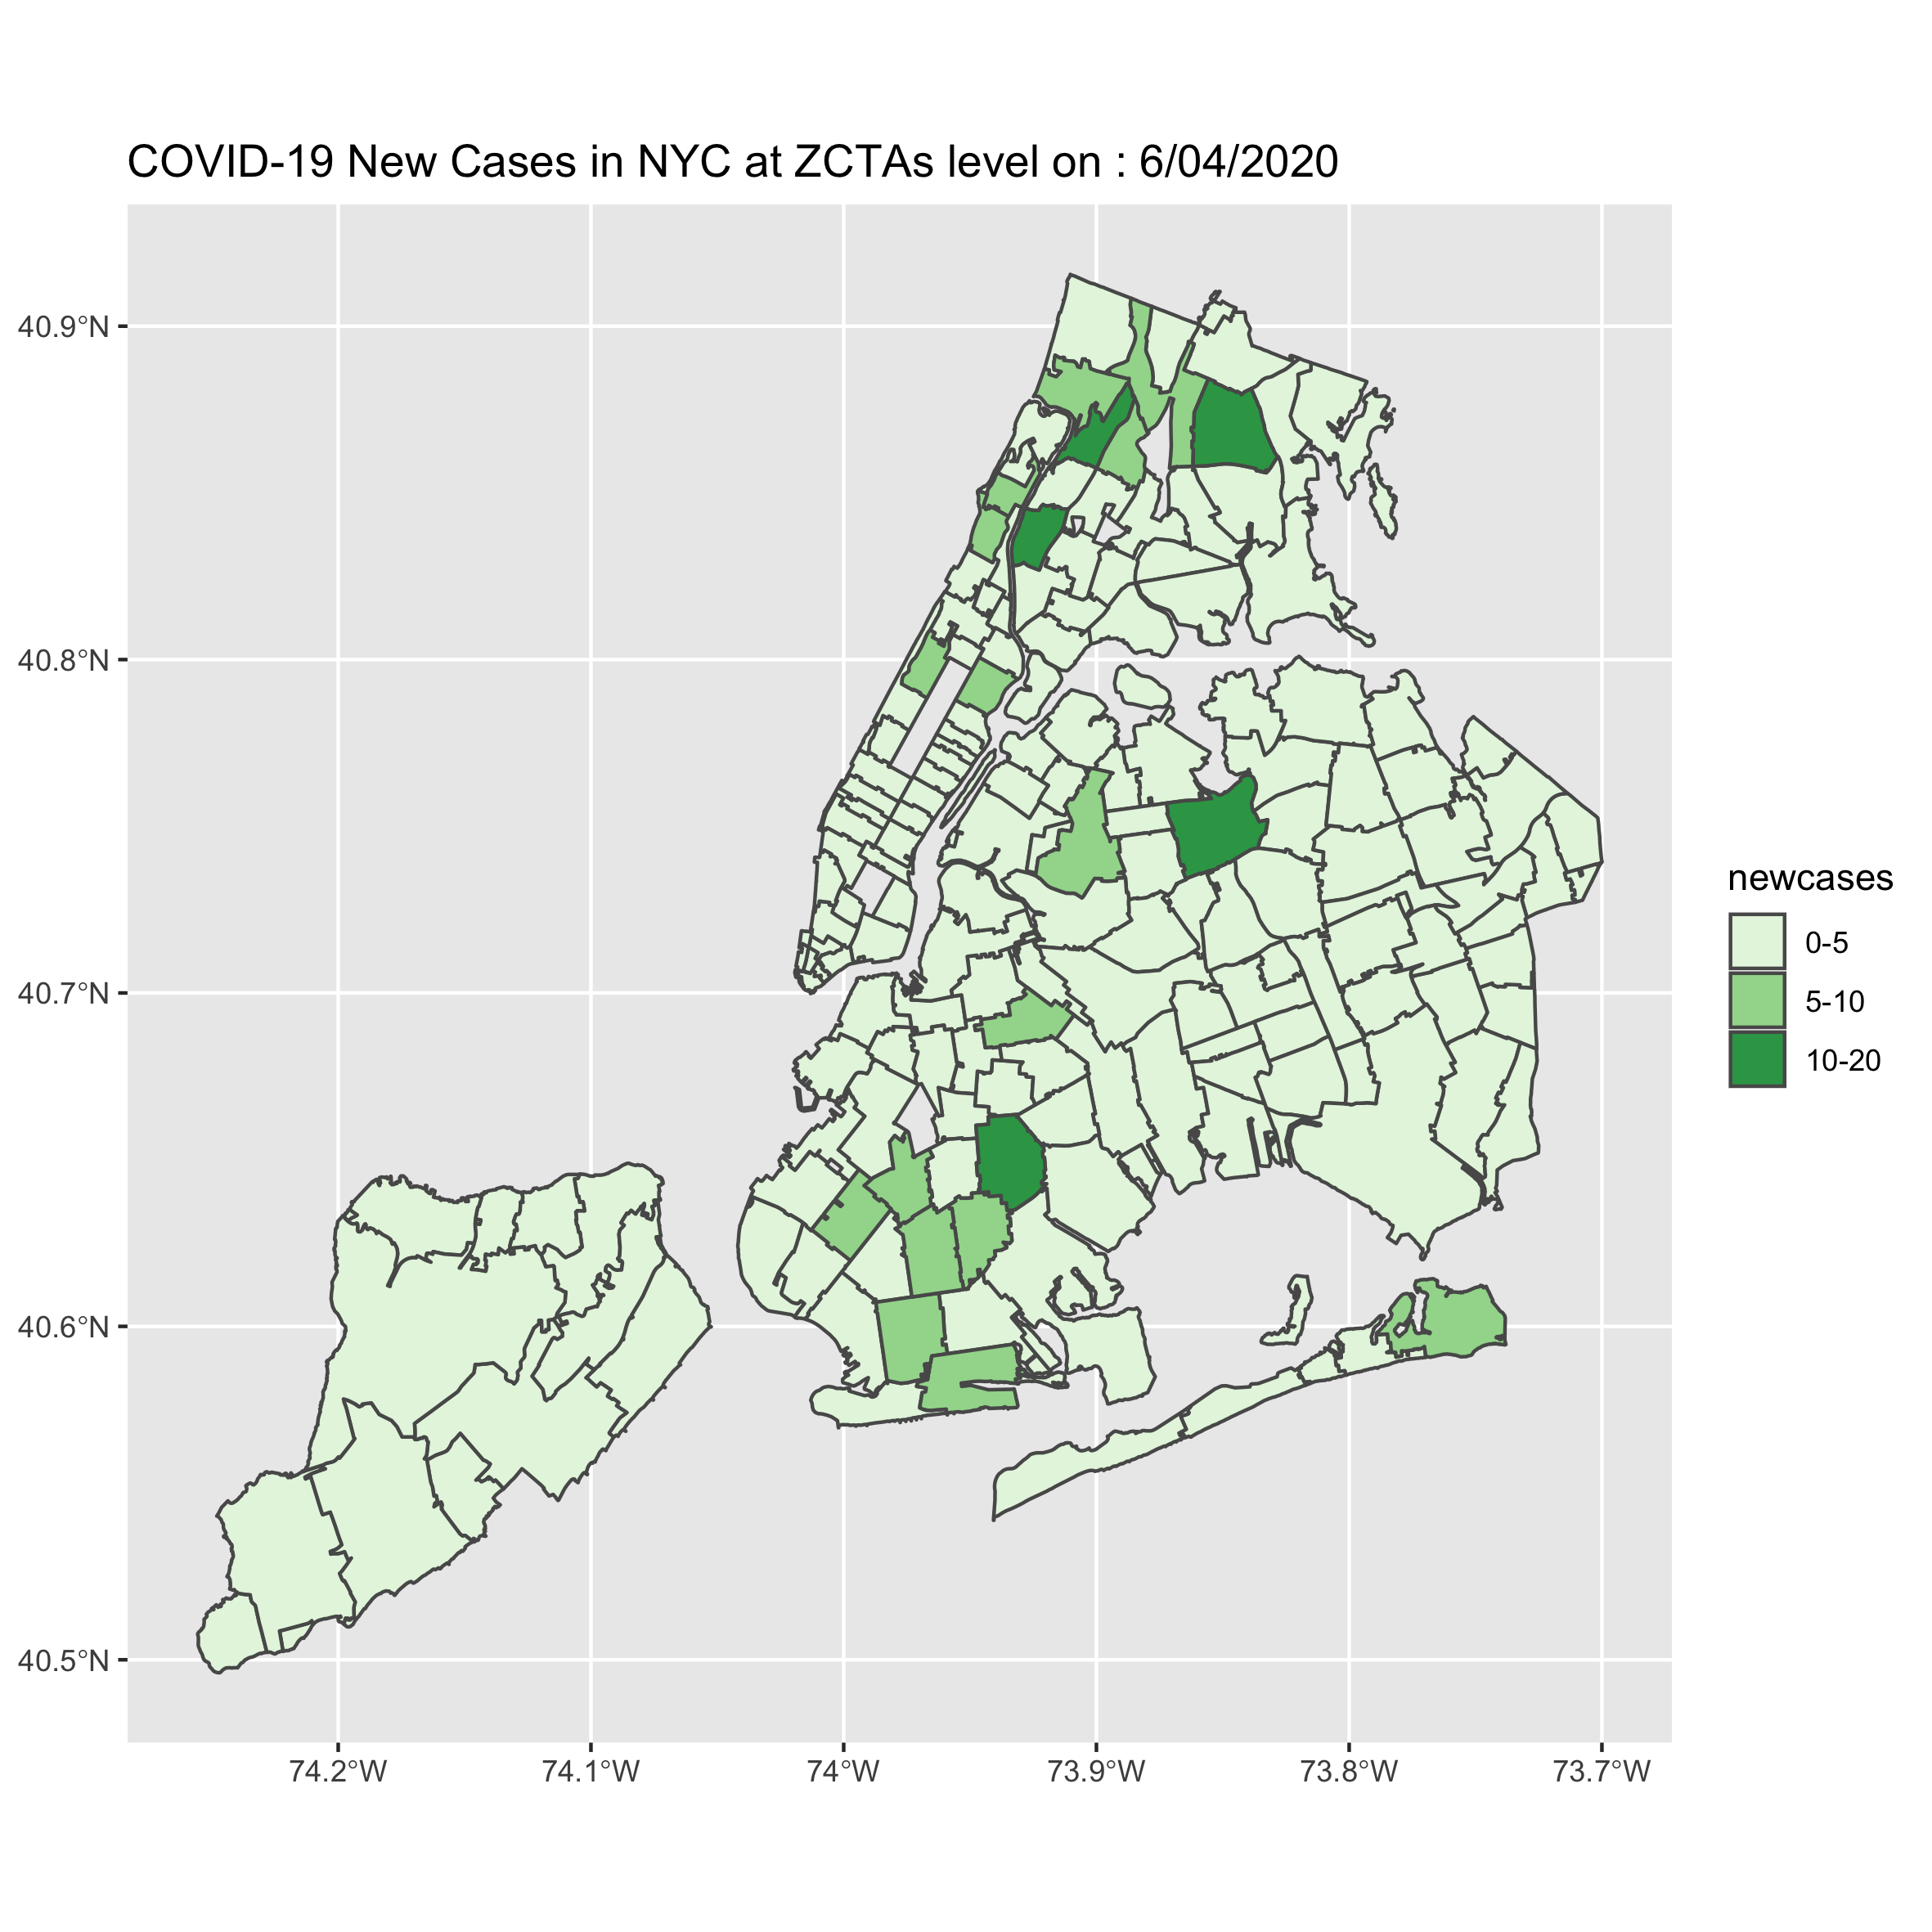 COVID-19 New Cases in NYC at ZCTAs level on : 6/04/2020
40.9°N
40.8°N
40.7°N
40.6°N
40.5°N
74.2°W
74.1°W
74°W
73.9°W
73.8°W
73.7°W
newcases
0-5
5-10
10-20